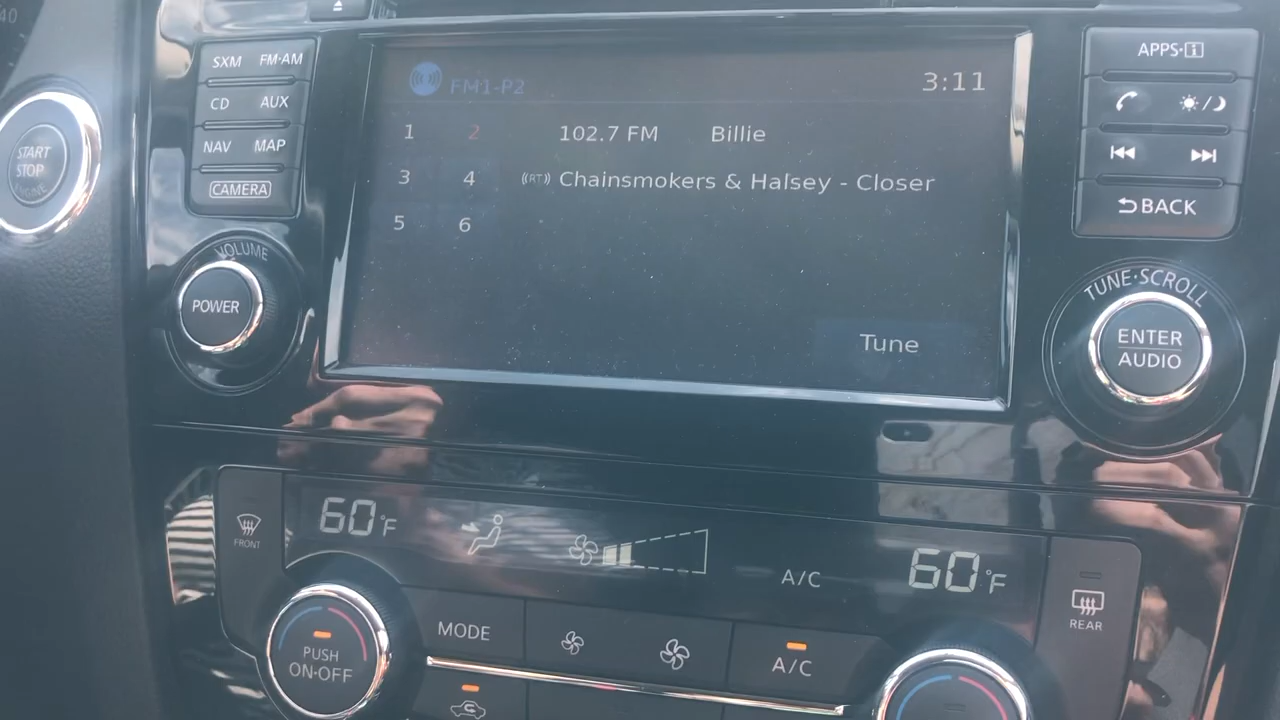 40
START
STOP
SXM FM·AM
CD AUX
NAV MAP
CAMERA
VOLUME
POWER
FM1-P2 3:11
1 2 102.7 FM Billie
3 4 ((RT)) Chainsmokers & Halsey - Closer
5 6
Tune
APPS·i
BACK
TUNE·SCROLL
ENTER
AUDIO
FRONT
60°F
A/C
60°F
REAR
PUSH
ON·OFF
MODE
A/C